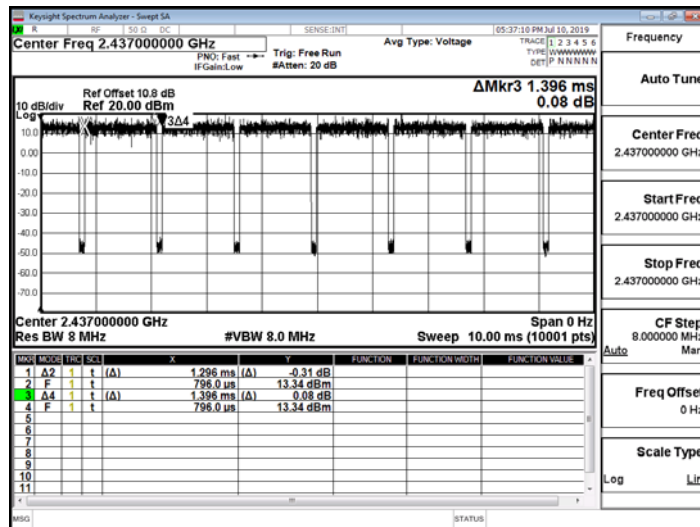 Keysight Spectrum Analyzer - Swept SA
R RF 50 Ω DC SENSE:INT 05:37:10 PM Jul 10, 2019
Center Freq 2.437000000 GHz
PNO: Fast
IFGain:Low
Trig: Free Run
#Atten: 20 dB
Avg Type: Voltage
TRACE 1 2 3 4 5 6
TYPE WWWWWW
DET P N N N N N
Ref Offset 10.8 dB
Ref 20.00 dBm
10 dB/div
Log
ΔMkr3 1.396 ms
0.08 dB
3Δ4
10.0
0.00
-10.0
-20.0
-30.0
-40.0
-50.0
-60.0
-70.0
Center 2.437000000 GHz Span 0 Hz
Res BW 8 MHz #VBW 8.0 MHz Sweep 10.00 ms (10001 pts)
MKR MODE TRC SCL X Y FUNCTION FUNCTION WIDTH FUNCTION VALUE
1 Δ2 1 t (Δ) 1.296 ms (Δ) -0.31 dB
2 F 1 t 796.0 µs 13.34 dBm
3 Δ4 1 t (Δ) 1.396 ms (Δ) 0.08 dB
4 F 1 t 796.0 µs 13.34 dBm
5
6
7
8
9
10
11
MSG STATUS
Frequency
Auto Tune
Center Freq
2.437000000 GHz
Start Freq
2.437000000 GHz
Stop Freq
2.437000000 GHz
CF Step
8.000000 MHz
Auto Man
Freq Offset
0 Hz
Scale Type
Log Lin